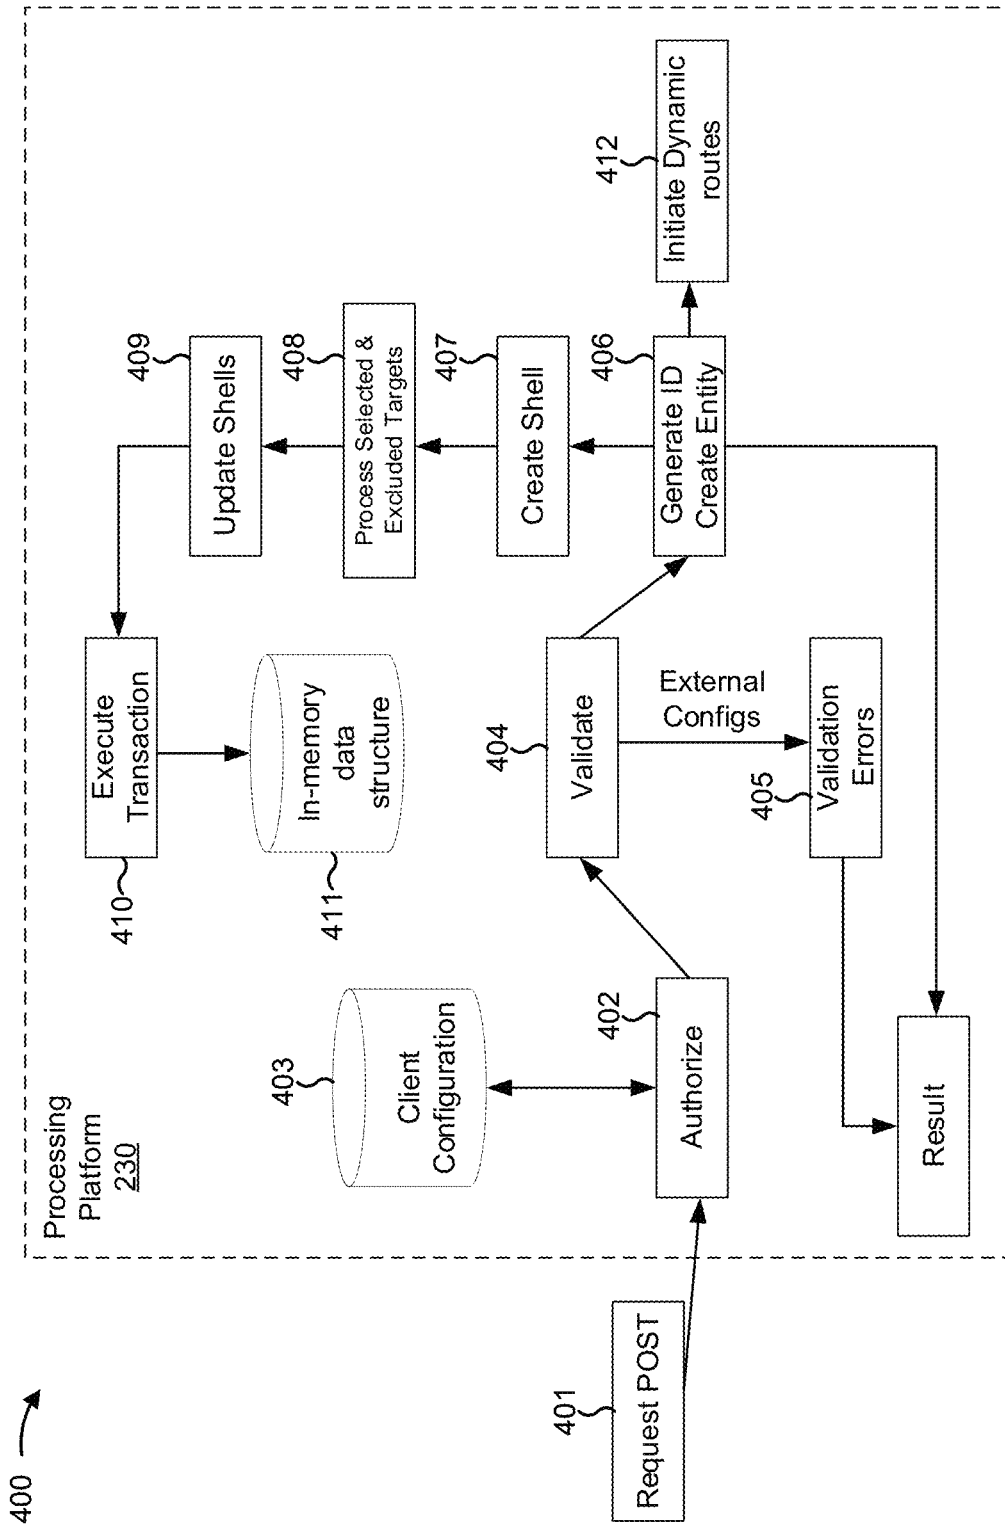 400
Processing
Platform
230
401
Request POST
402
Authorize
403
Client
Configuration
404
Validate
External
Configs
405
Validation
Errors
Result
406
Generate ID
Create Entity
407
Create Shell
408
Process Selected &
Excluded Targets
409
Update Shells
410
Execute
Transaction
411
In-memory
data
structure
412
Initiate Dynamic
routes